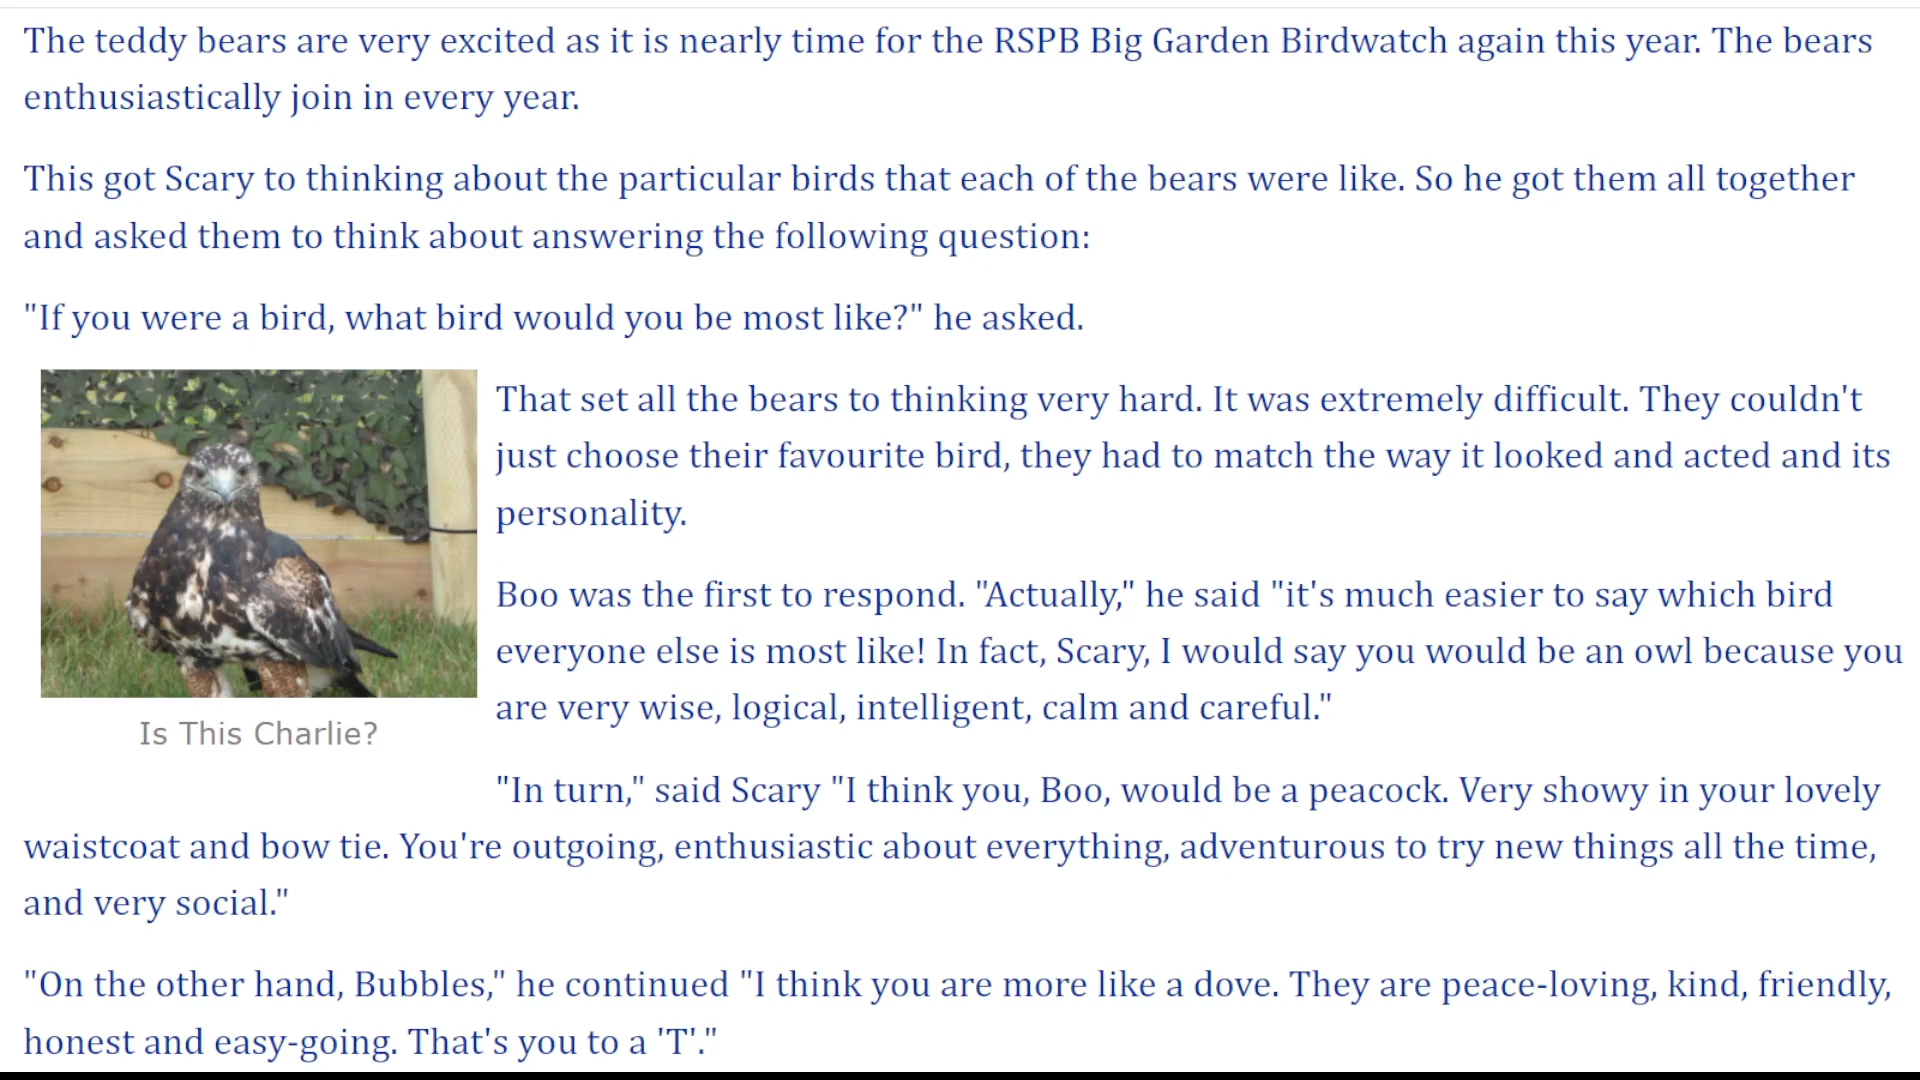 The teddy bears are very excited as it is nearly time for the RSPB Big Garden Birdwatch again this year. The bears
enthusiastically join in every year.
This got Scary to thinking about the particular birds that each of the bears were like. So he got them all together
and asked them to think about answering the following question:
"If you were a bird, what bird would you be most like?" he asked.
That set all the bears to thinking very hard. It was extremely difficult. They couldn't
just choose their favourite bird, they had to match the way it looked and acted and its
personality.
Boo was the first to respond. "Actually," he said "it's much easier to say which bird
everyone else is most like! In fact, Scary, I would say you would be an owl because you
are very wise, logical, intelligent, calm and careful."
Is This Charlie?
"In turn," said Scary "I think you, Boo, would be a peacock. Very showy in your lovely
waistcoat and bow tie. You're outgoing, enthusiastic about everything, adventurous to try new things all the time,
and very social."
"On the other hand, Bubbles," he continued "I think you are more like a dove. They are peace-loving, kind, friendly,
honest and easy-going. That's you to a 'T'."